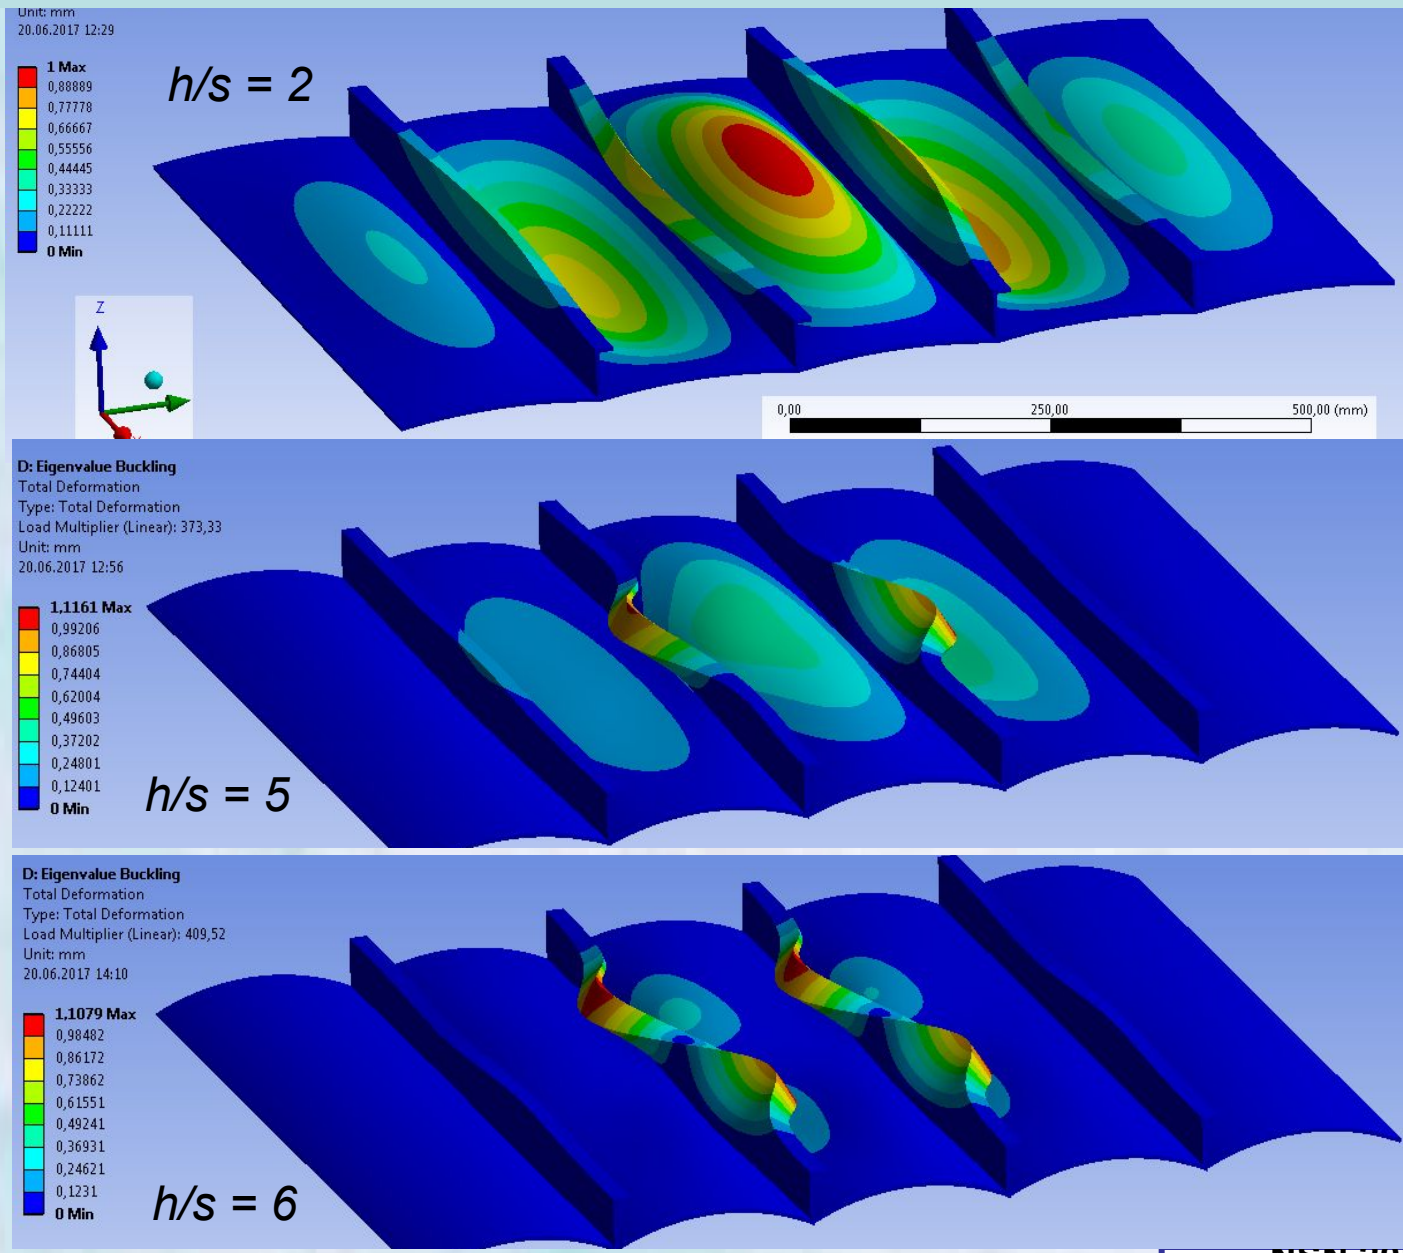 Unit: mm
20.06.2017 12:29
1 Max
0,88889
0,77778
0,66667
0,55556
0,44445
0,33333
0,22222
0,11111
0 Min
h/s = 2
Z
0,00 250,00 500,00 (mm)
D: Eigenvalue Buckling
Total Deformation
Type: Total Deformation
Load Multiplier (Linear): 373,33
Unit: mm
20.06.2017 12:56
1,1161 Max
0,99206
0,86805
0,74404
0,62004
0,49603
0,37202
0,24801
0,12401
0 Min
h/s = 5
D: Eigenvalue Buckling
Total Deformation
Type: Total Deformation
Load Multiplier (Linear): 409,52
Unit: mm
20.06.2017 14:10
1,1079 Max
0,98482
0,86172
0,73862
0,61551
0,49241
0,36931
0,24621
0,1231
0 Min
h/s = 6